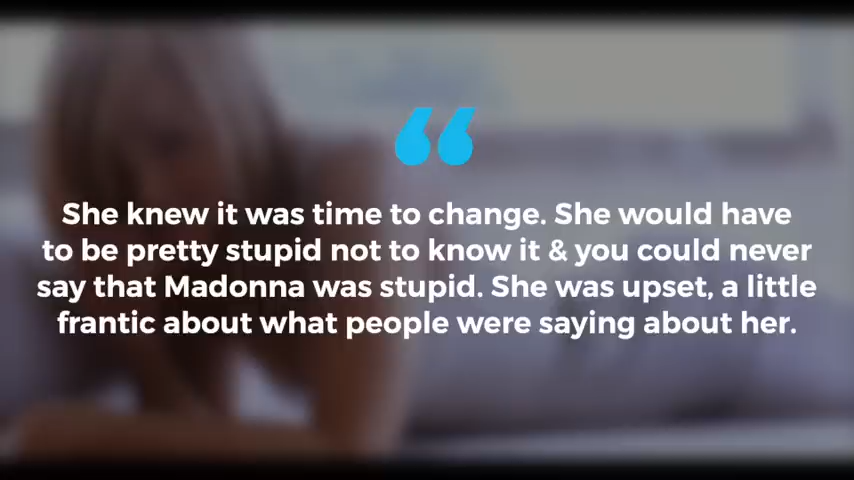 She knew it was time to change. She would have
to be pretty stupid not to know it & you could never
say that Madonna was stupid. She was upset, a little
frantic about what people were saying about her.